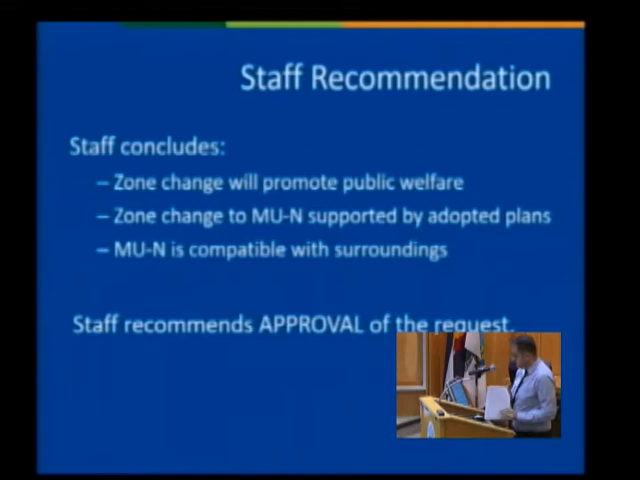 Staff Recommendation
Staff concludes:
– Zone change will promote public welfare
– Zone change to MU-N supported by adopted plans
– MU-N is compatible with surroundings
Staff recommends APPROVAL of the request.